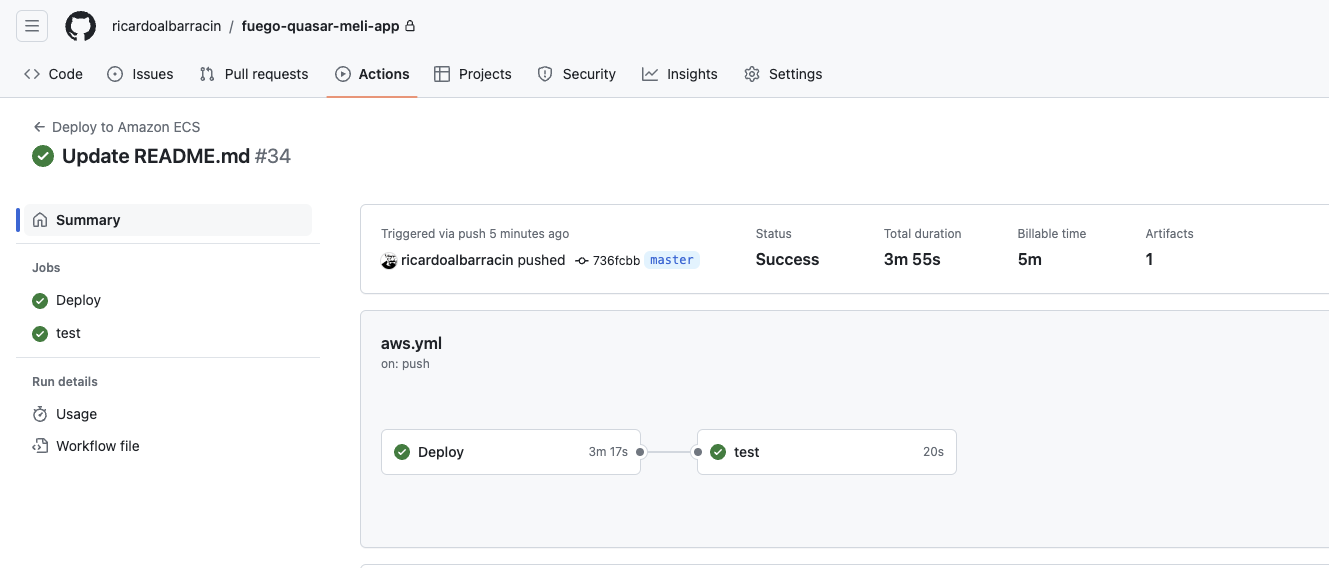 ricardoalbarracin / fuego-quasar-meli-app
Code Issues Pull requests Actions Projects Security Insights Settings
Deploy to Amazon ECS
Update README.md #34
Summary
Jobs
Deploy
test
Run details
Usage
Workflow file
Triggered via push 5 minutes ago
ricardoalbarracin pushed 736fcbb master
Status
Success
Total duration
3m 55s
Billable time
5m
Artifacts
1
aws.yml
on: push
Deploy 3m 17s
test 20s